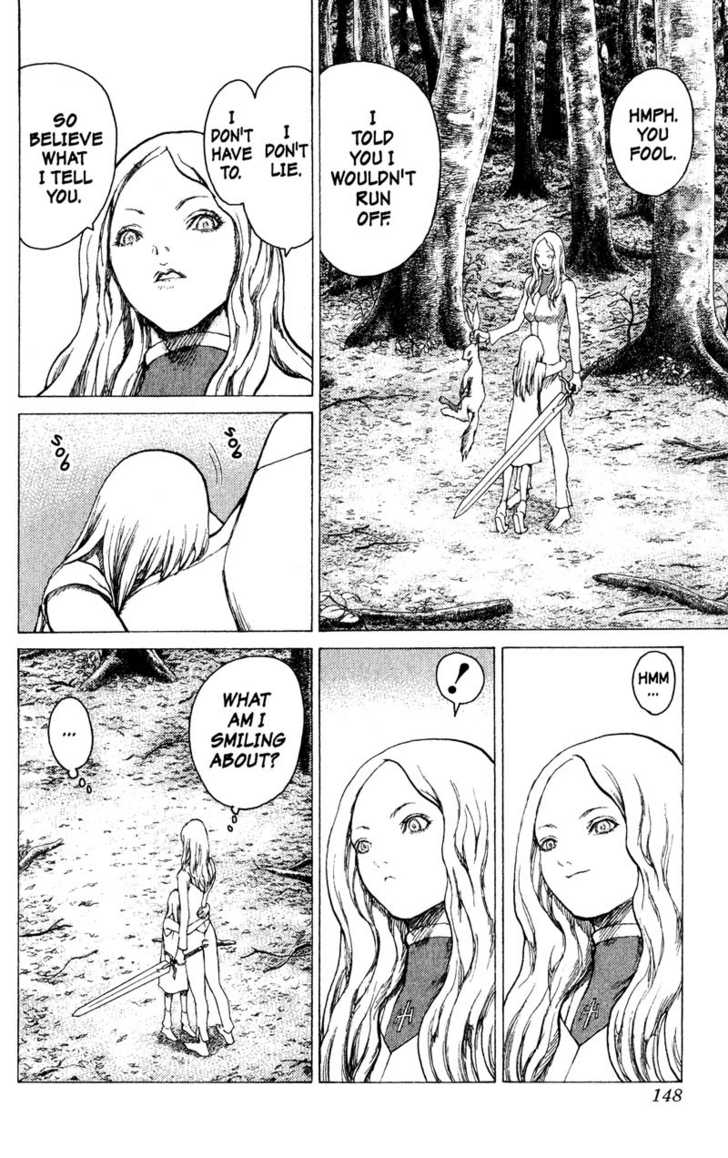 HMPH.
YOU
FOOL.
I
TOLD
YOU I
WOULDN'T
RUN
OFF.
I
DON'T
LIE.
I
DON'T
HAVE
TO.
SO
BELIEVE
WHAT
I TELL
YOU.
SOB
SOB
HMM
...
!
WHAT
AM I
SMILING
ABOUT?
...
148